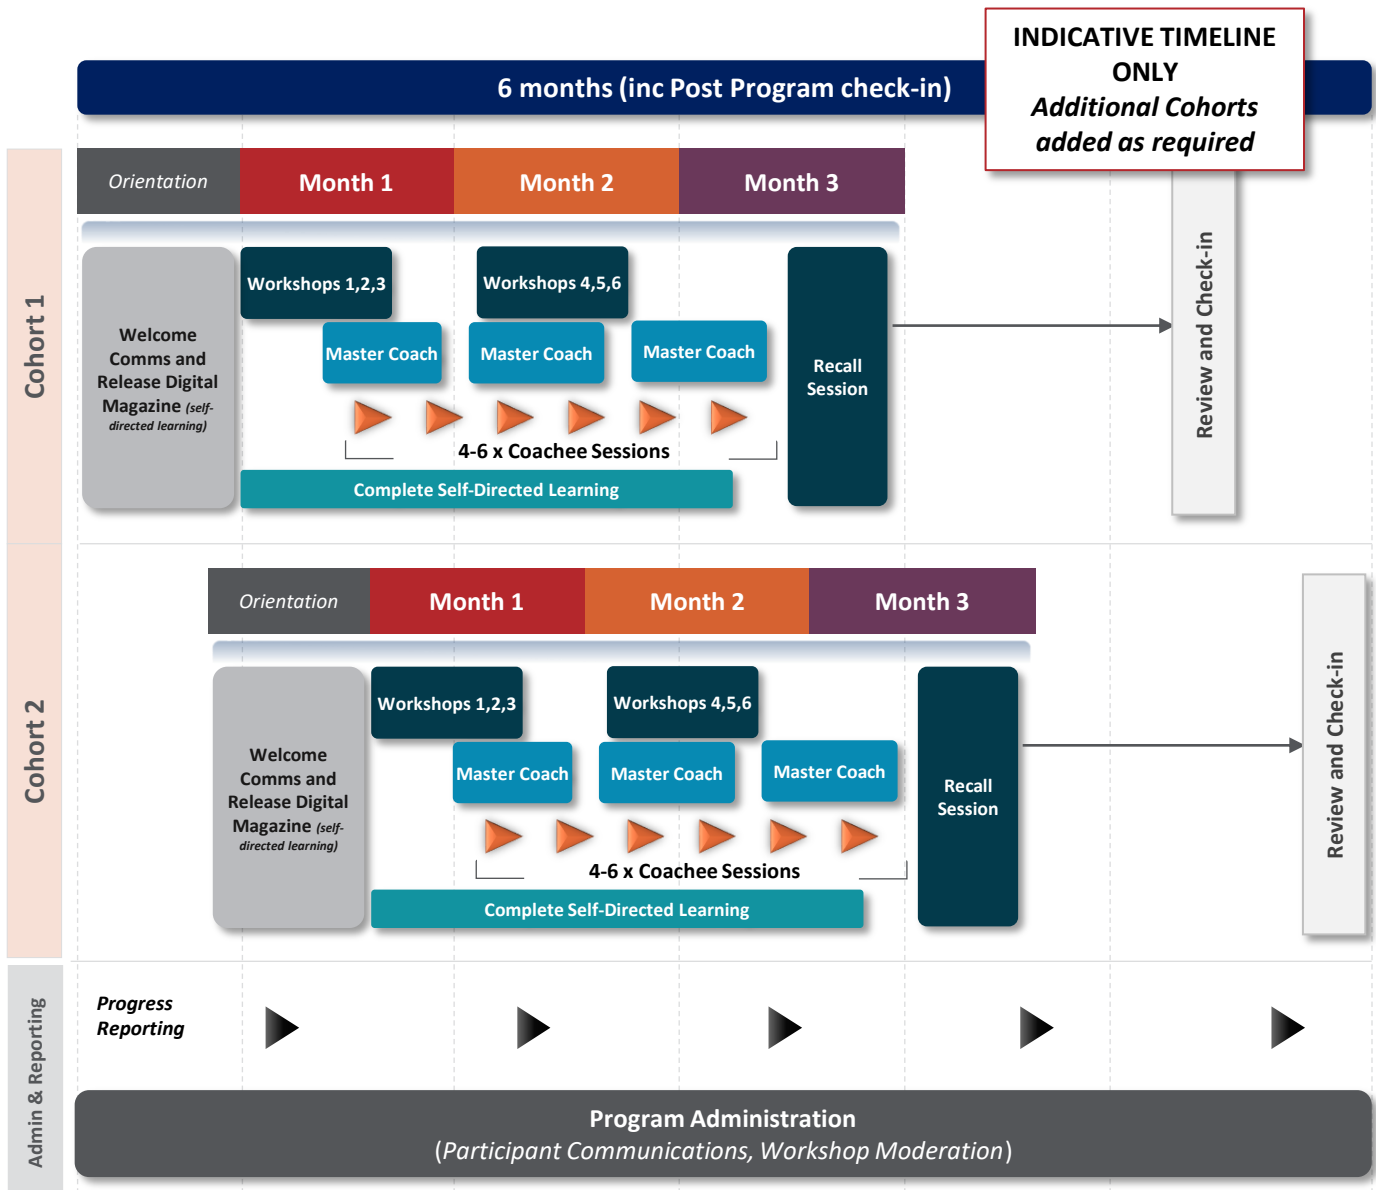 INDICATIVE TIMELINE
ONLY
Additional Cohorts
added as required
6 months (inc Post Program check-in)
Cohort 1
Orientation
Month 1
Month 2
Month 3
Welcome
Comms and
Release Digital
Magazine (self-
directed learning)
Workshops 1,2,3
Workshops 4,5,6
Master Coach
Master Coach
Master Coach
4-6 x Coachee Sessions
Complete Self-Directed Learning
Recall
Session
Review and Check-in
Cohort 2
Orientation
Month 1
Month 2
Month 3
Welcome
Comms and
Release Digital
Magazine (self-
directed learning)
Workshops 1,2,3
Workshops 4,5,6
Master Coach
Master Coach
Master Coach
4-6 x Coachee Sessions
Complete Self-Directed Learning
Recall
Session
Review and Check-in
Admin & Reporting
Progress
Reporting
Program Administration
(Participant Communications, Workshop Moderation)